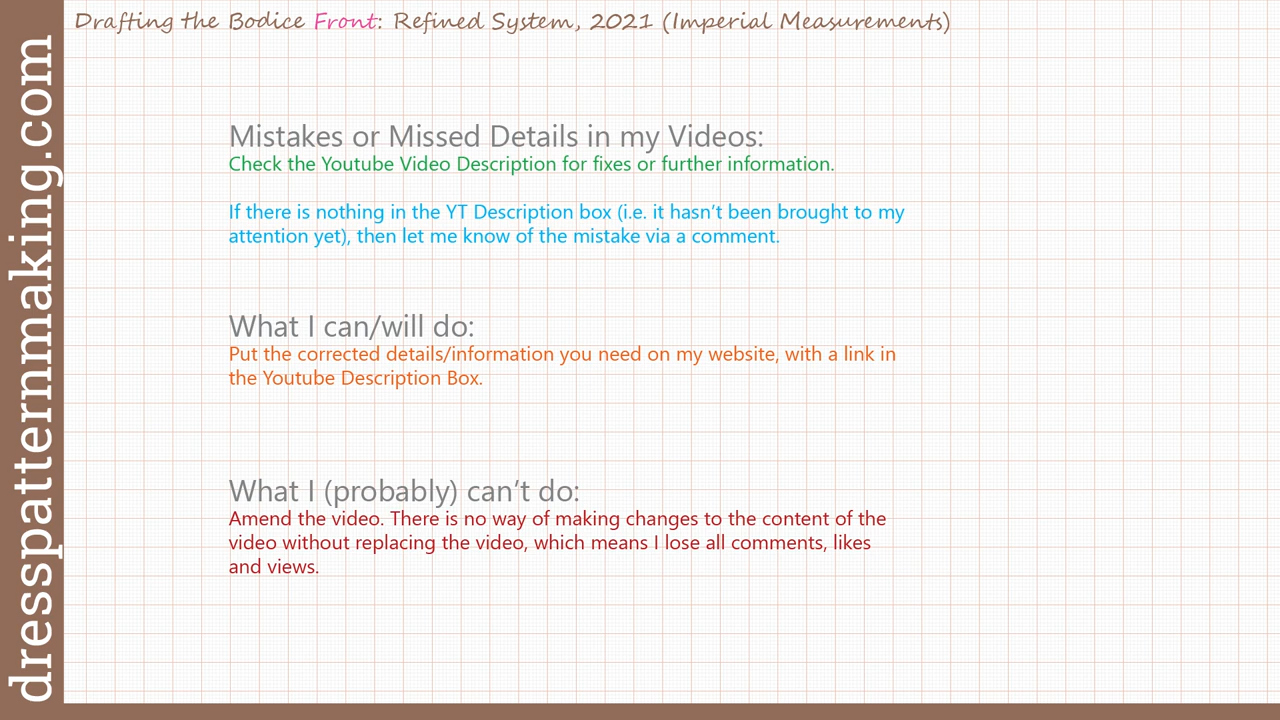 Drafting the Bodice Front: Refined System, 2021 (Imperial Measurements)
dresspatternmaking.com
Mistakes or Missed Details in my Videos:
Check the Youtube Video Description for fixes or further information.
If there is nothing in the YT Description box (i.e. it hasn't been brought to my
attention yet), then let me know of the mistake via a comment.
What I can/will do:
Put the corrected details/information you need on my website, with a link in
the Youtube Description Box.
What I (probably) can't do:
Amend the video. There is no way of making changes to the content of the
video without replacing the video, which means I lose all comments, likes
and views.